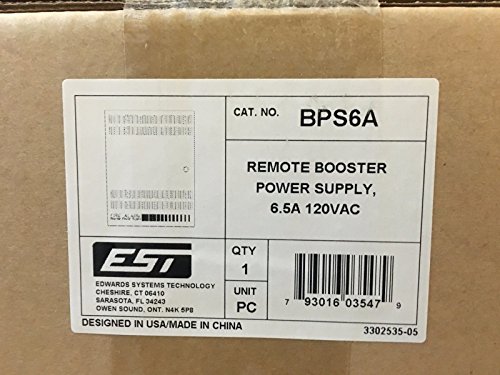 CAT. NO. BPS6A
REMOTE BOOSTER
POWER SUPPLY,
6.5A 120VAC
EST
EDWARDS SYSTEMS TECHNOLOGY
CHESHIRE, CT 06410
SARASOTA, FL 34243
OWEN SOUND, ONT. N4K 5P8
QTY
1
UNIT
PC
7 93016 03547 9
DESIGNED IN USA/MADE IN CHINA
3302535-05